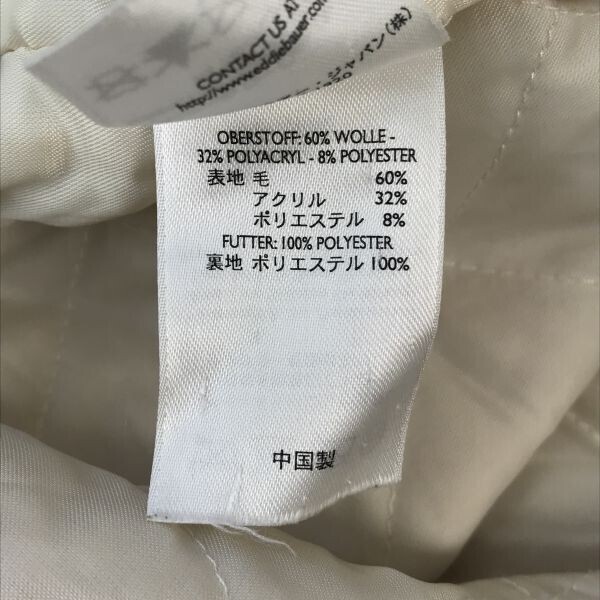 CONTACT US AT
http://www.eddiebauer.com
ジャパン(株)
OBERSTOFF: 60% WOLLE -
32% POLYACRYL - 8% POLYESTER
表地 毛 60%
アクリル 32%
ポリエステル 8%
FUTTER: 100% POLYESTER
裏地 ポリエステル 100%
中国製